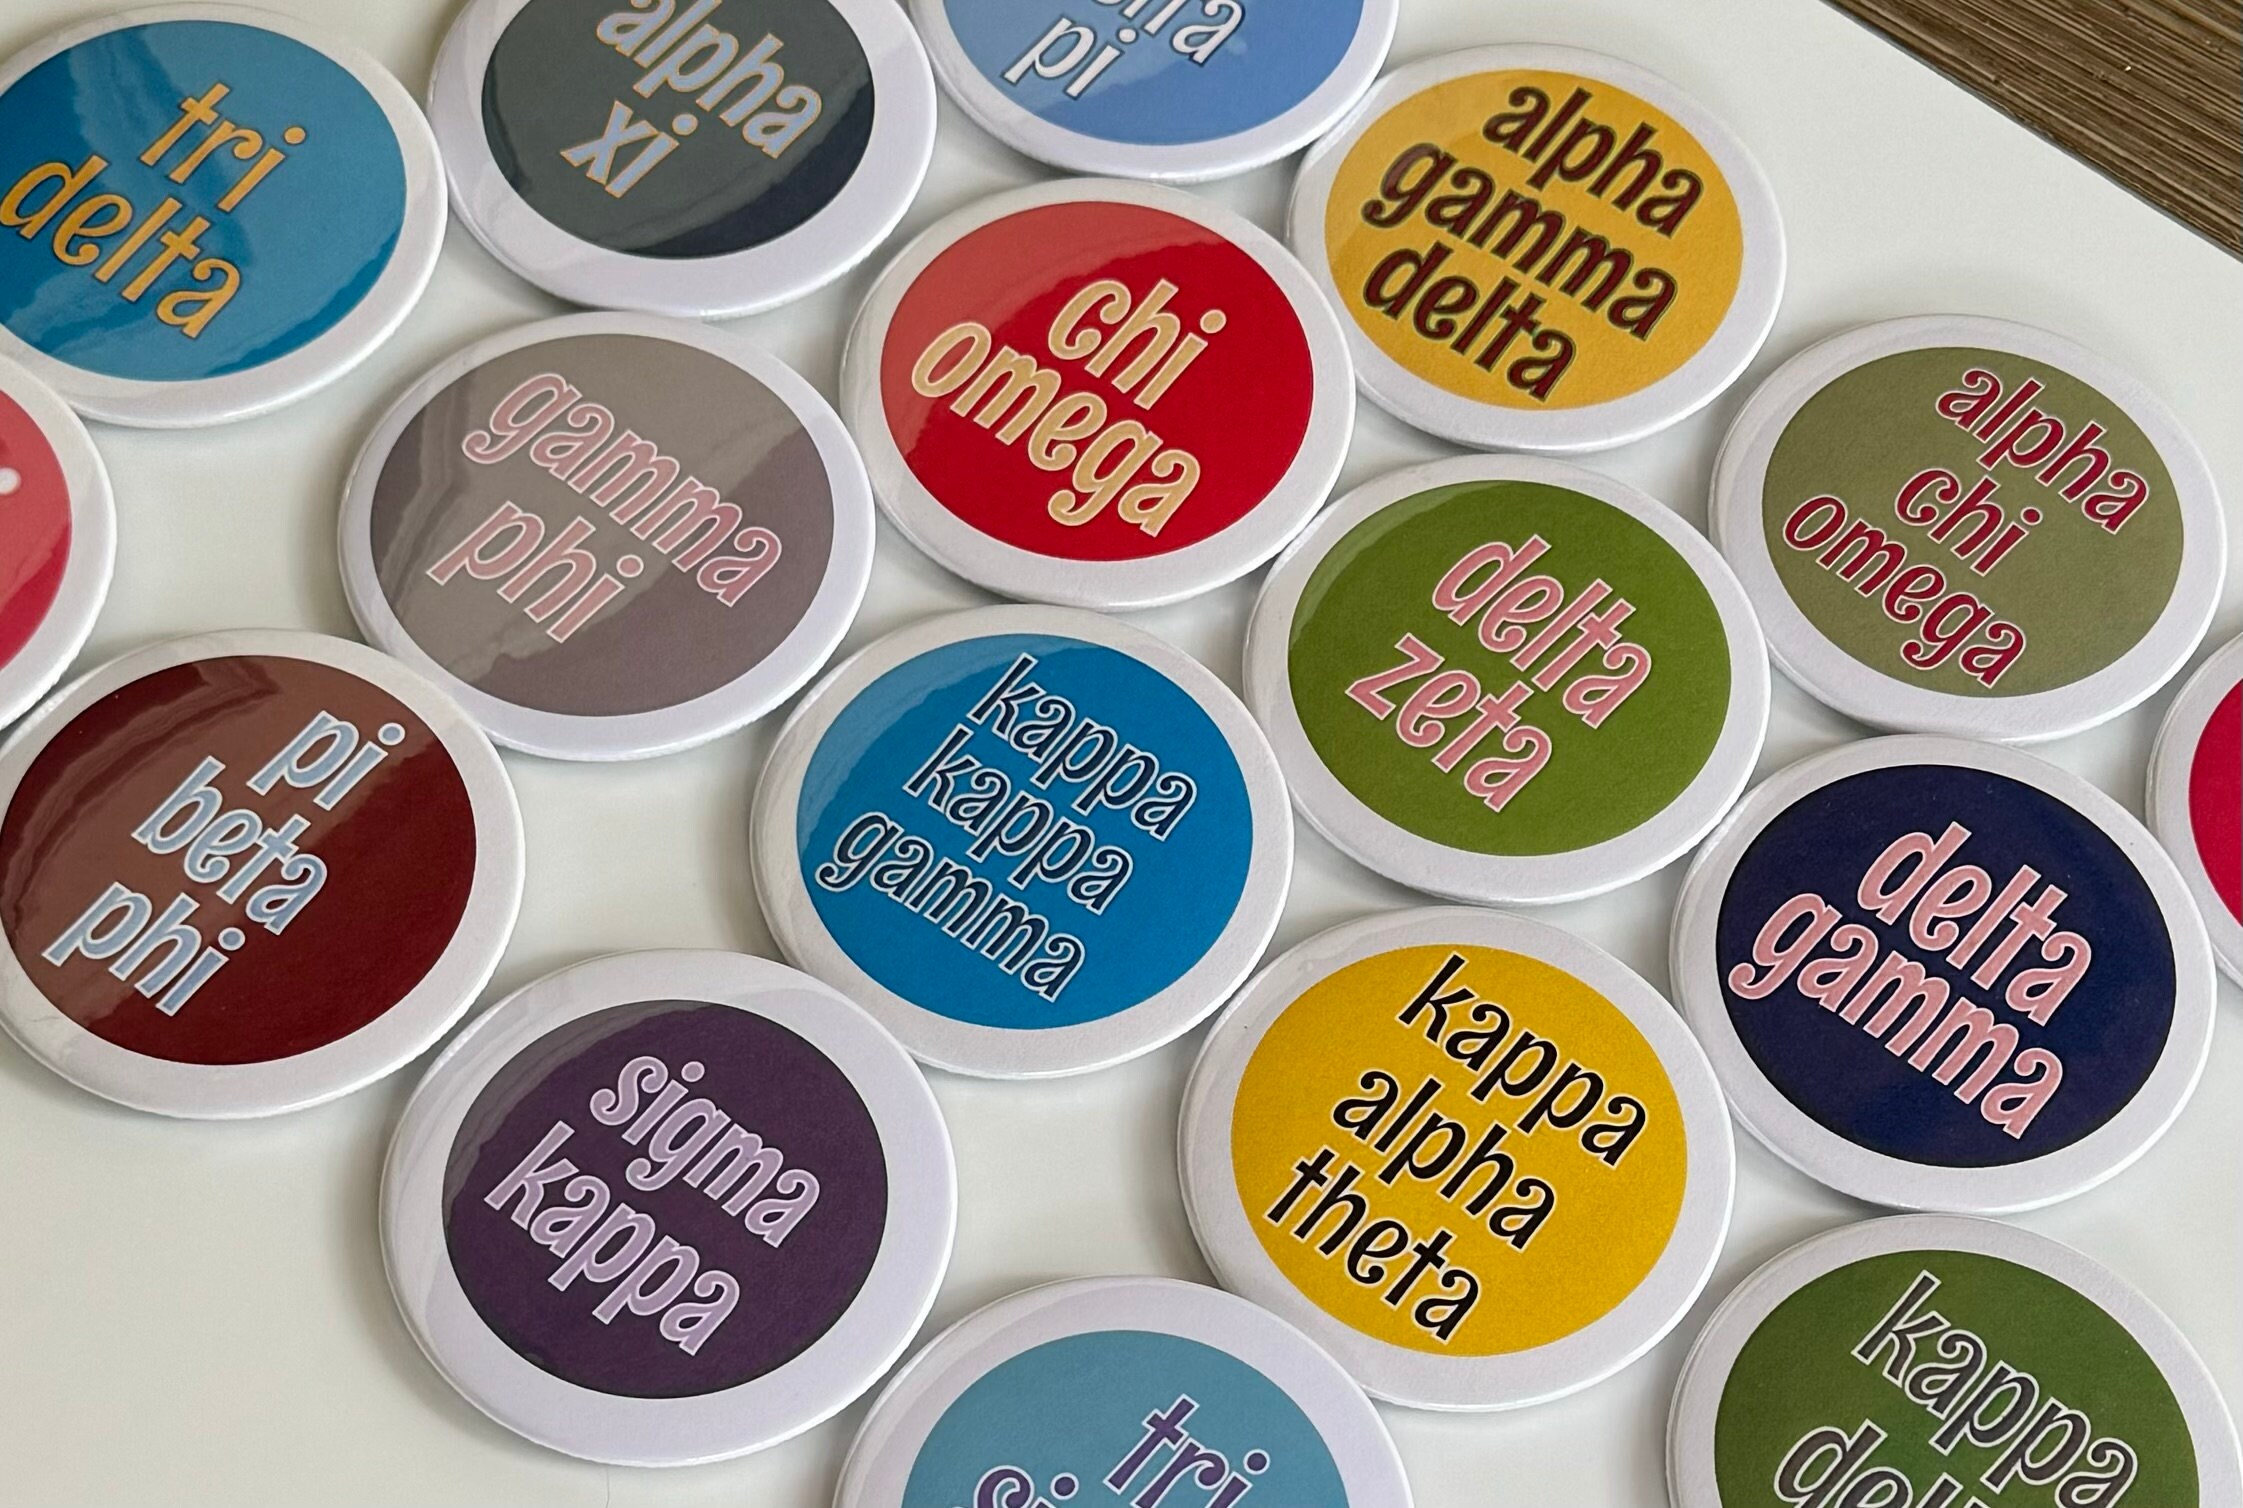 tri
delta
alpha
xi
pi
alpha
gamma
delta
gamma
phi
chi
omega
alpha
chi
omega
pi
beta
phi
kappa
kappa
gamma
delta
zeta
delta
gamma
sigma
kappa
kappa
alpha
theta
tri
kappa